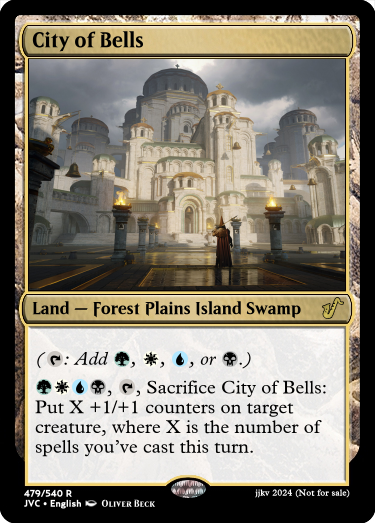 City of Bells
Land — Forest Plains Island Swamp
(: Add , , , or .)
, , Sacrifice City of Bells:
Put X +1/+1 counters on target
creature, where X is the number of
spells you've cast this turn.
479/540 R
jjkv 2024 (Not for sale)
JVC • English OLIVER BECK